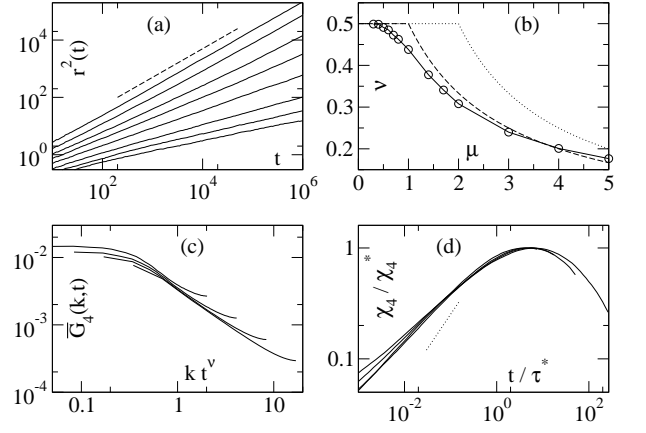 (a)
r²(t)
10⁴
10²
10⁰
t
10² 10⁴ 10⁶
(b)
ν
0.5
0.4
0.3
0.2
μ
0 1 2 3 4 5
(c)
G̅₄(k,t)
10⁻²
10⁻³
10⁻⁴
k t^ν
0.1 1 10
(d)
χ₄ / χ₄*
1
0.1
t / τ*
10⁻² 10⁰ 10²